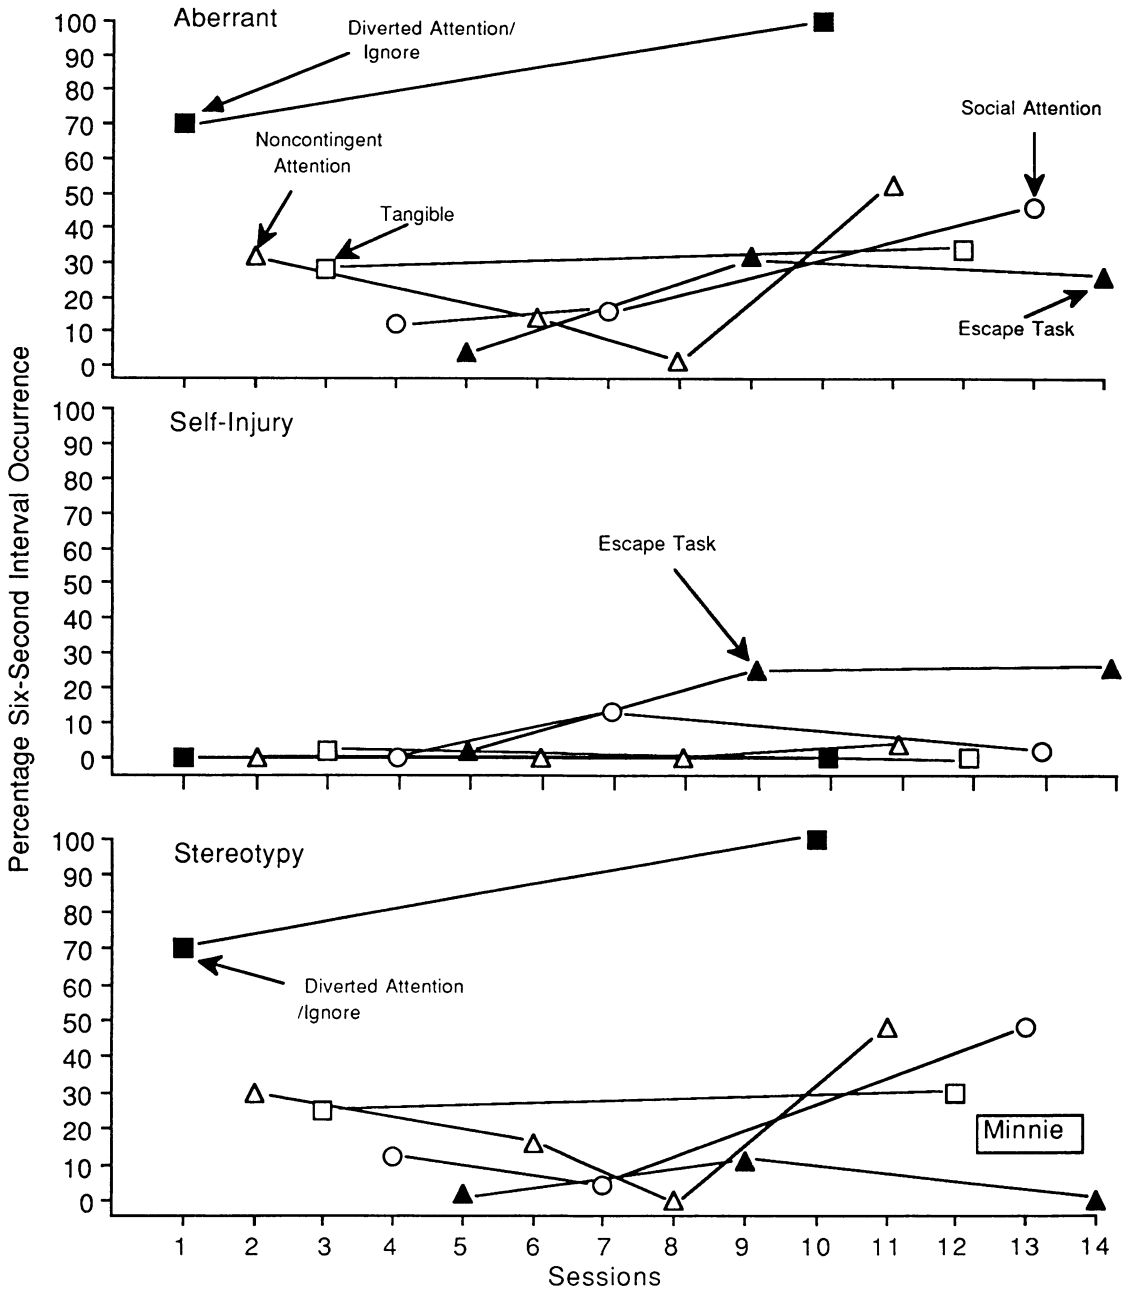 Aberrant
Diverted Attention/
Ignore
Noncontingent
Attention
Tangible
Social Attention
Escape Task
100
90
80
70
60
50
40
30
20
10
0
Percentage Six-Second Interval Occurrence
Self-Injury
Escape Task
100
90
80
70
60
50
40
30
20
10
0
Stereotypy
Diverted Attention
/Ignore
Minnie
100
90
80
70
60
50
40
30
20
10
0
1 2 3 4 5 6 7 8 9 10 11 12 13 14
Sessions